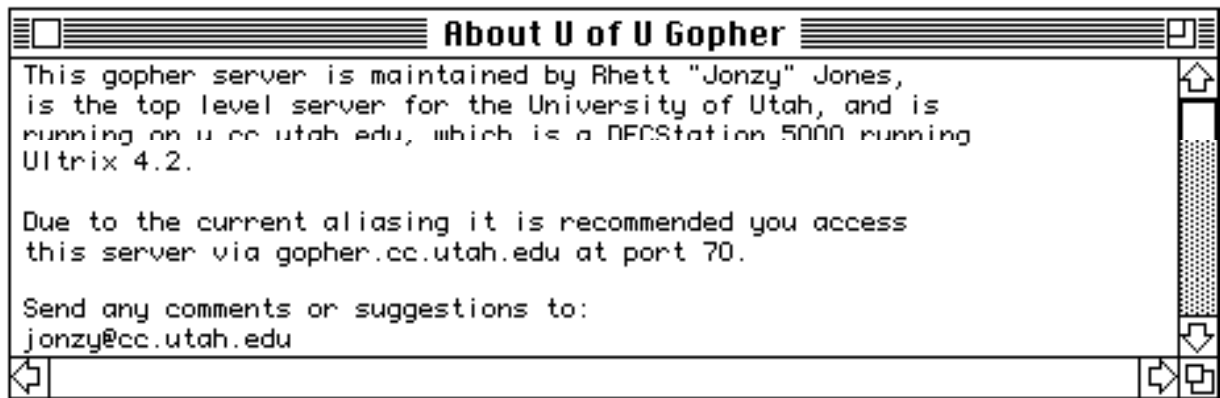 About U of U Gopher
This gopher server is maintained by Rhett "Jonzy" Jones,
is the top level server for the University of Utah, and is
running on u.cc.utah.edu, which is a DECStation 5000 running
Ultrix 4.2.
Due to the current aliasing it is recommended you access
this server via gopher.cc.utah.edu at port 70.
Send any comments or suggestions to:
jonzy@cc.utah.edu